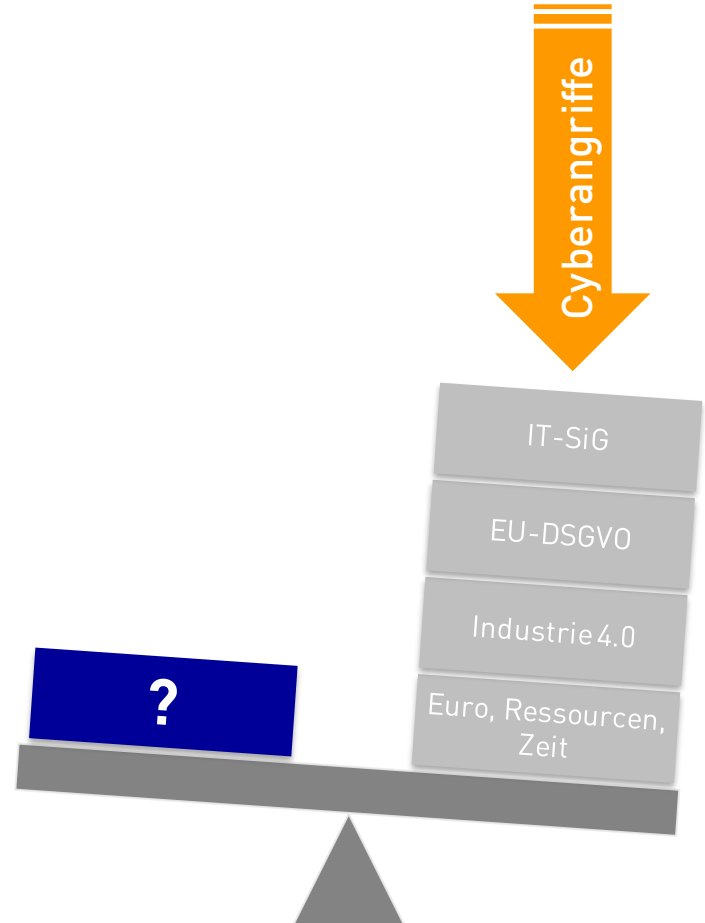 Cyberangriffe
IT-SiG
EU-DSGVO
Industrie 4.0
Euro, Ressourcen,
Zeit
?